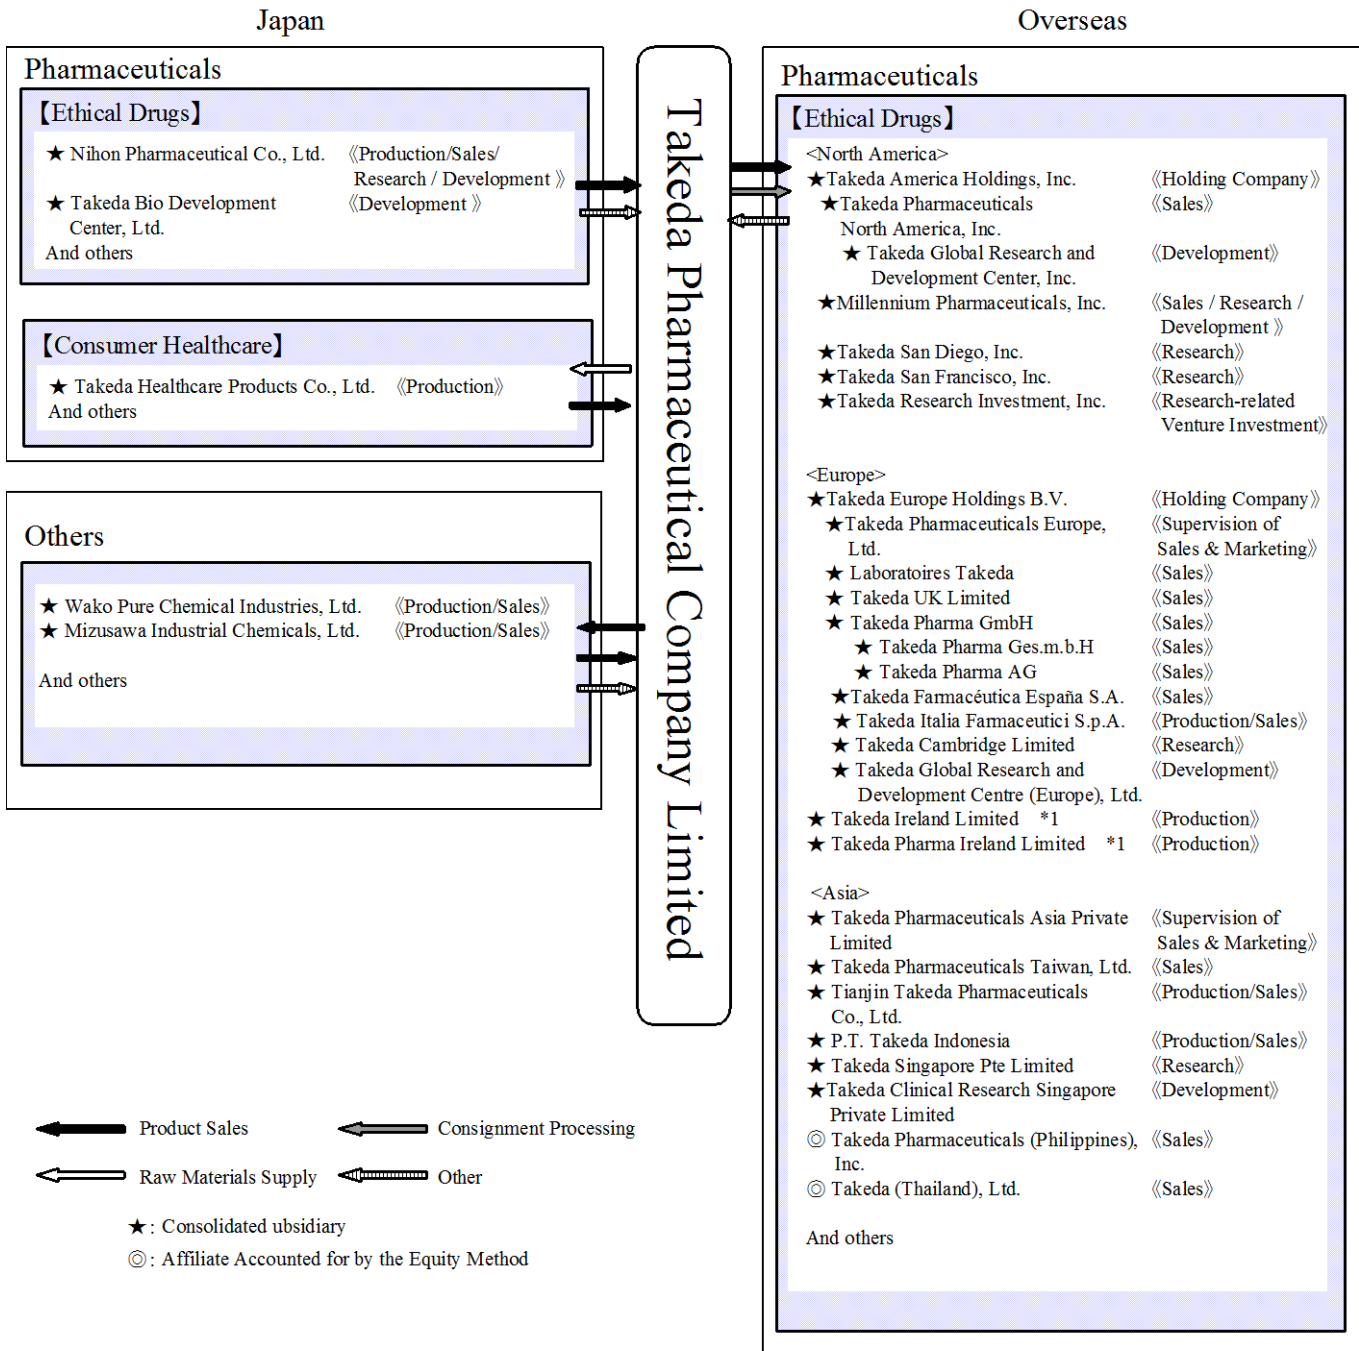 Japan
Overseas
Pharmaceuticals
【Ethical Drugs】
★ Nihon Pharmaceutical Co., Ltd. 《Production/Sales/
Research / Development 》
★ Takeda Bio Development 《Development 》
Center, Ltd.
And others
【Consumer Healthcare】
★ Takeda Healthcare Products Co., Ltd. 《Production》
And others
Others
★ Wako Pure Chemical Industries, Ltd. 《Production/Sales》
★ Mizusawa Industrial Chemicals, Ltd. 《Production/Sales》
And others
Takeda Pharmaceutical Company Limited
Pharmaceuticals
【Ethical Drugs】
<North America>
★Takeda America Holdings, Inc. 《Holding Company》
★Takeda Pharmaceuticals 《Sales》
North America, Inc.
★ Takeda Global Research and 《Development》
Development Center, Inc.
★Millennium Pharmaceuticals, Inc. 《Sales / Research /
Development 》
★Takeda San Diego, Inc. 《Research》
★Takeda San Francisco, Inc. 《Research》
★Takeda Research Investment, Inc. 《Research-related
Venture Investment》
<Europe>
★Takeda Europe Holdings B.V. 《Holding Company》
★Takeda Pharmaceuticals Europe, 《Supervision of
Ltd. Sales & Marketing》
★ Laboratoires Takeda 《Sales》
★ Takeda UK Limited 《Sales》
★ Takeda Pharma GmbH 《Sales》
★ Takeda Pharma Ges.m.b.H 《Sales》
★ Takeda Pharma AG 《Sales》
★Takeda Farmacéutica España S.A. 《Sales》
★ Takeda Italia Farmaceutici S.p.A. 《Production/Sales》
★ Takeda Cambridge Limited 《Research》
★ Takeda Global Research and 《Development》
Development Centre (Europe), Ltd.
★ Takeda Ireland Limited *1 《Production》
★ Takeda Pharma Ireland Limited *1 《Production》
<Asia>
★ Takeda Pharmaceuticals Asia Private 《Supervision of
Limited Sales & Marketing》
★ Takeda Pharmaceuticals Taiwan, Ltd. 《Sales》
★ Tianjin Takeda Pharmaceuticals 《Production/Sales》
Co., Ltd.
★ P.T. Takeda Indonesia 《Production/Sales》
★ Takeda Singapore Pte Limited 《Research》
★Takeda Clinical Research Singapore 《Development》
Private Limited
◎ Takeda Pharmaceuticals (Philippines), 《Sales》
Inc.
◎ Takeda (Thailand), Ltd. 《Sales》
And others
Product Sales
Consignment Processing
Raw Materials Supply
Other
★: Consolidated ubsidiary
◎: Affiliate Accounted for by the Equity Method